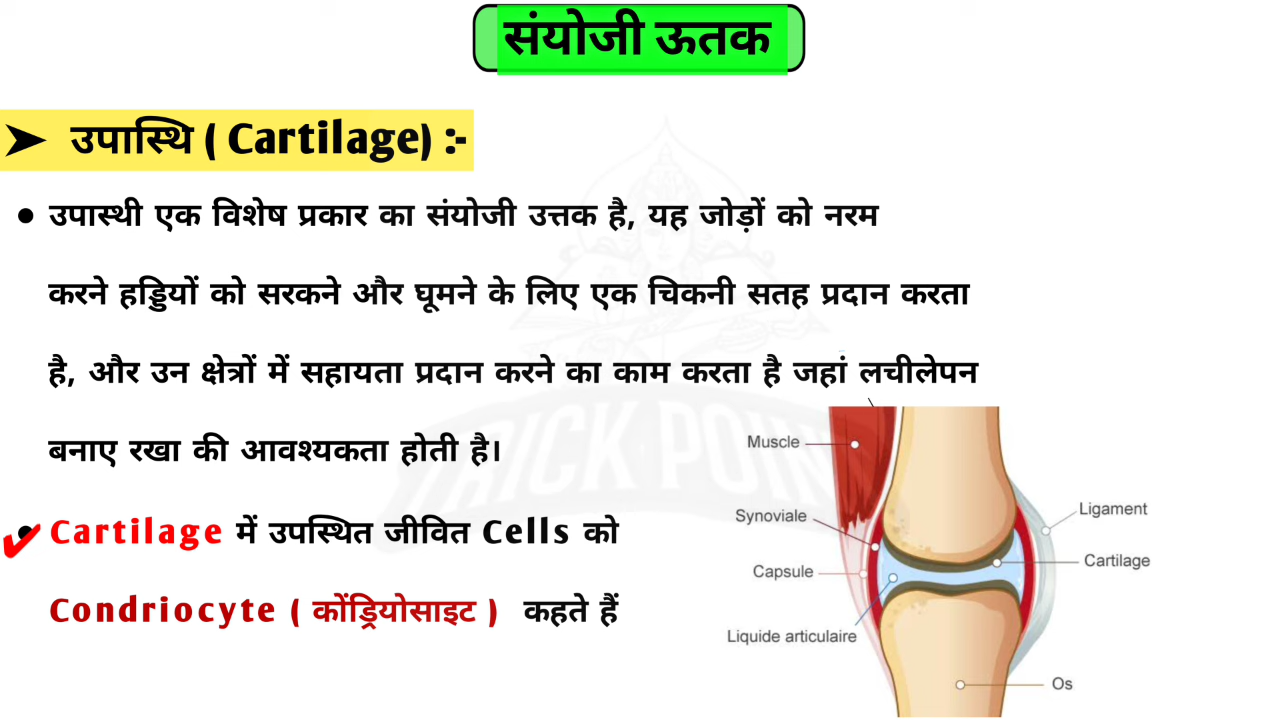 संयोजी ऊतक
➤ उपास्थि ( Cartilage) :-
• उपास्थी एक विशेष प्रकार का संयोजी उत्तक है, यह जोड़ों को नरम
करने हड्डियों को सरकने और घूमने के लिए एक चिकनी सतह प्रदान करता
है, और उन क्षेत्रों में सहायता प्रदान करने का काम करता है जहां लचीलेपन
बनाए रखा की आवश्यकता होती है।
• Cartilage में उपस्थित जीवित Cells को
Condriocyte ( कोंड्रियोसाइट ) कहते हैं
TRICK POINT
Muscle
Synoviale
Capsule
Liquide articulaire
Ligament
Cartilage
Os